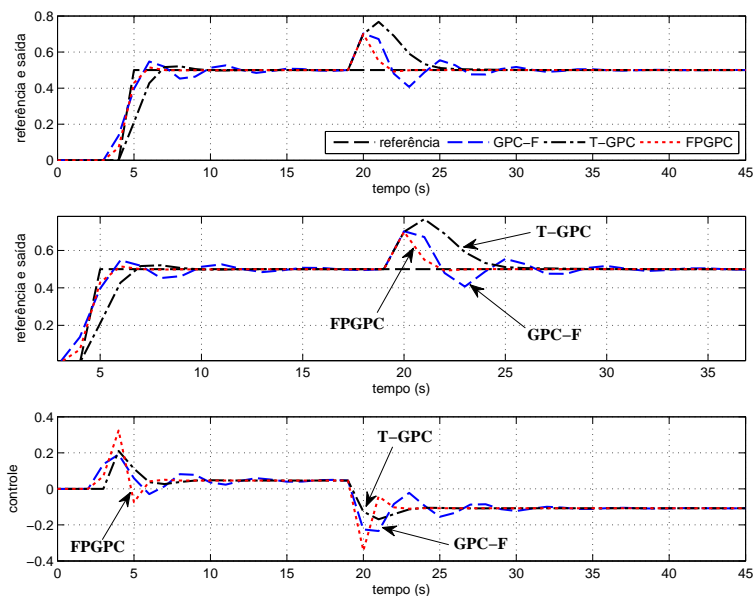 0.8
0.6
0.4
0.2
0
referência e saída
referência
GPC−F
T−GPC
FPGPC
0 5 10 15 20 25 30 35 40 45
tempo (s)
0.6
0.4
0.2
referência e saída
T−GPC
FPGPC
GPC−F
5 10 15 20 25 30 35
tempo (s)
0.4
0.2
0
−0.2
−0.4
controle
T−GPC
FPGPC
GPC−F
0 5 10 15 20 25 30 35 40 45
tempo (s)